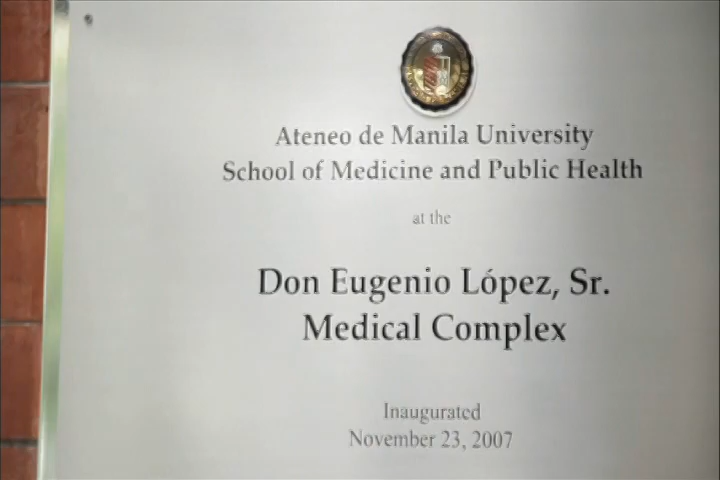 Ateneo de Manila University
School of Medicine and Public Health
at the
Don Eugenio López, Sr.
Medical Complex
Inaugurated
November 23, 2007